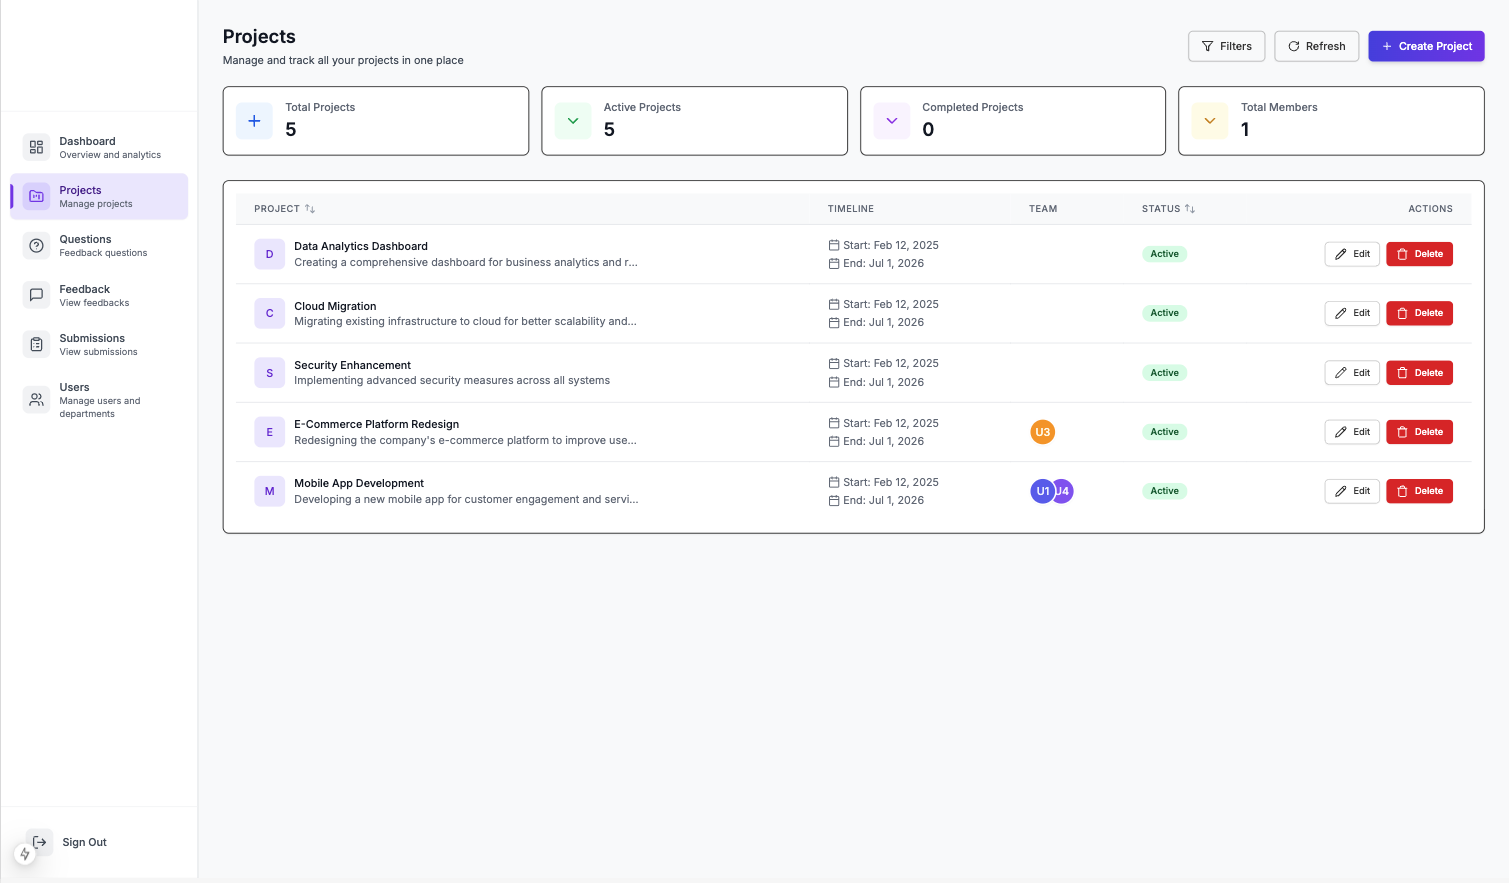 Projects
Manage and track all your projects in one place
Filters
Refresh
Create Project
Total Projects
5
Active Projects
5
Completed Projects
0
Total Members
1
Dashboard
Overview and analytics
Projects
Manage projects
Questions
Feedback questions
Feedback
View feedbacks
Submissions
View submissions
Users
Manage users and
departments
Sign Out
PROJECT TIMELINE TEAM STATUS ACTIONS
D
Data Analytics Dashboard
Creating a comprehensive dashboard for business analytics and r...
Start: Feb 12, 2025
End: Jul 1, 2026
Active
Edit
Delete
C
Cloud Migration
Migrating existing infrastructure to cloud for better scalability and...
Start: Feb 12, 2025
End: Jul 1, 2026
Active
Edit
Delete
S
Security Enhancement
Implementing advanced security measures across all systems
Start: Feb 12, 2025
End: Jul 1, 2026
Active
Edit
Delete
E
E-Commerce Platform Redesign
Redesigning the company's e-commerce platform to improve use...
Start: Feb 12, 2025
End: Jul 1, 2026
U3
Active
Edit
Delete
M
Mobile App Development
Developing a new mobile app for customer engagement and servi...
Start: Feb 12, 2025
End: Jul 1, 2026
U1
U4
Active
Edit
Delete